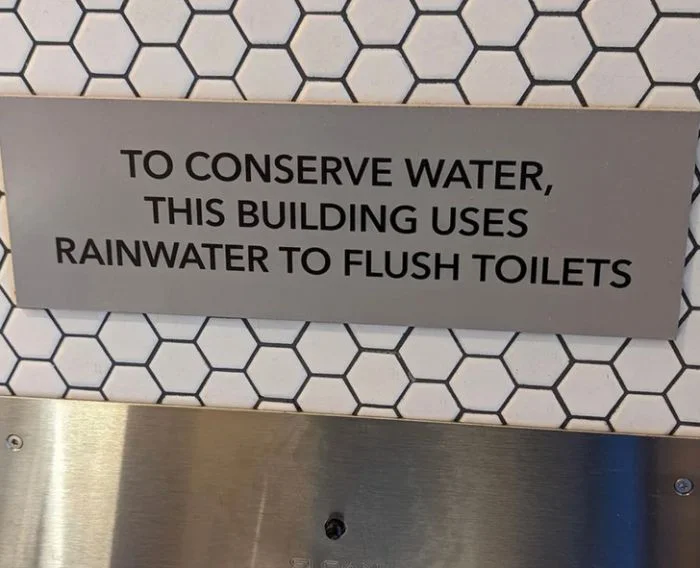 TO CONSERVE WATER,
THIS BUILDING USES
RAINWATER TO FLUSH TOILETS